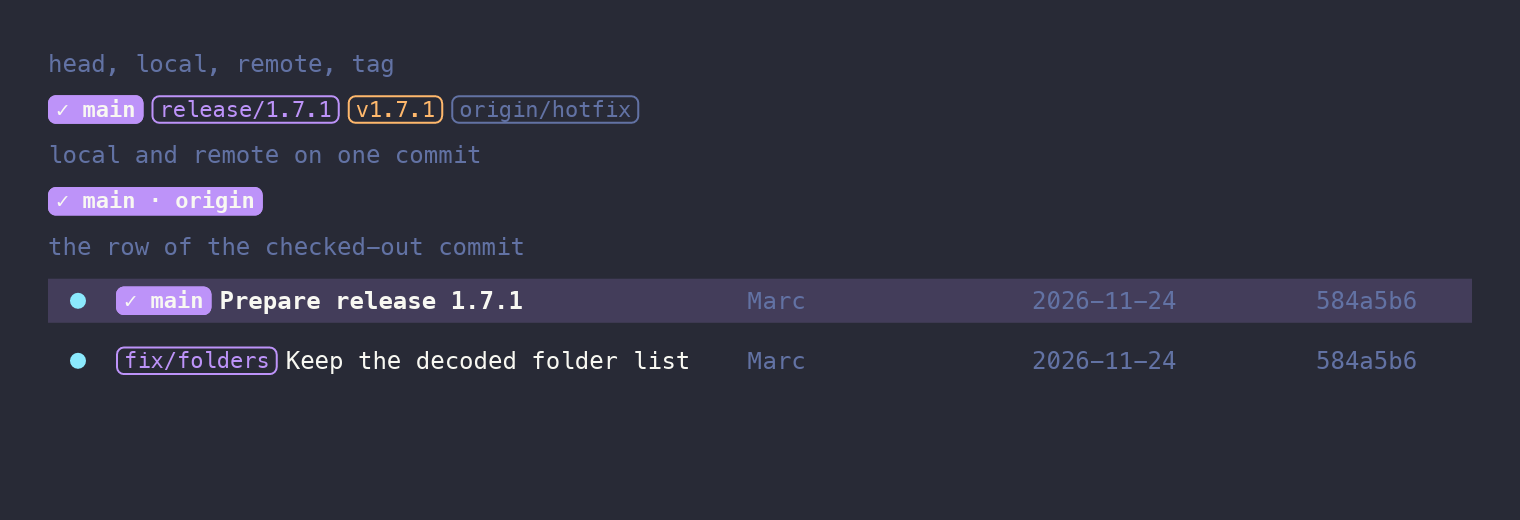 head, local, remote, tag
✓ main release/1.7.1 v1.7.1 origin/hotfix
local and remote on one commit
✓ main · origin
the row of the checked-out commit
✓ main Prepare release 1.7.1 Marc 2026-11-24 584a5b6
fix/folders Keep the decoded folder list Marc 2026-11-24 584a5b6